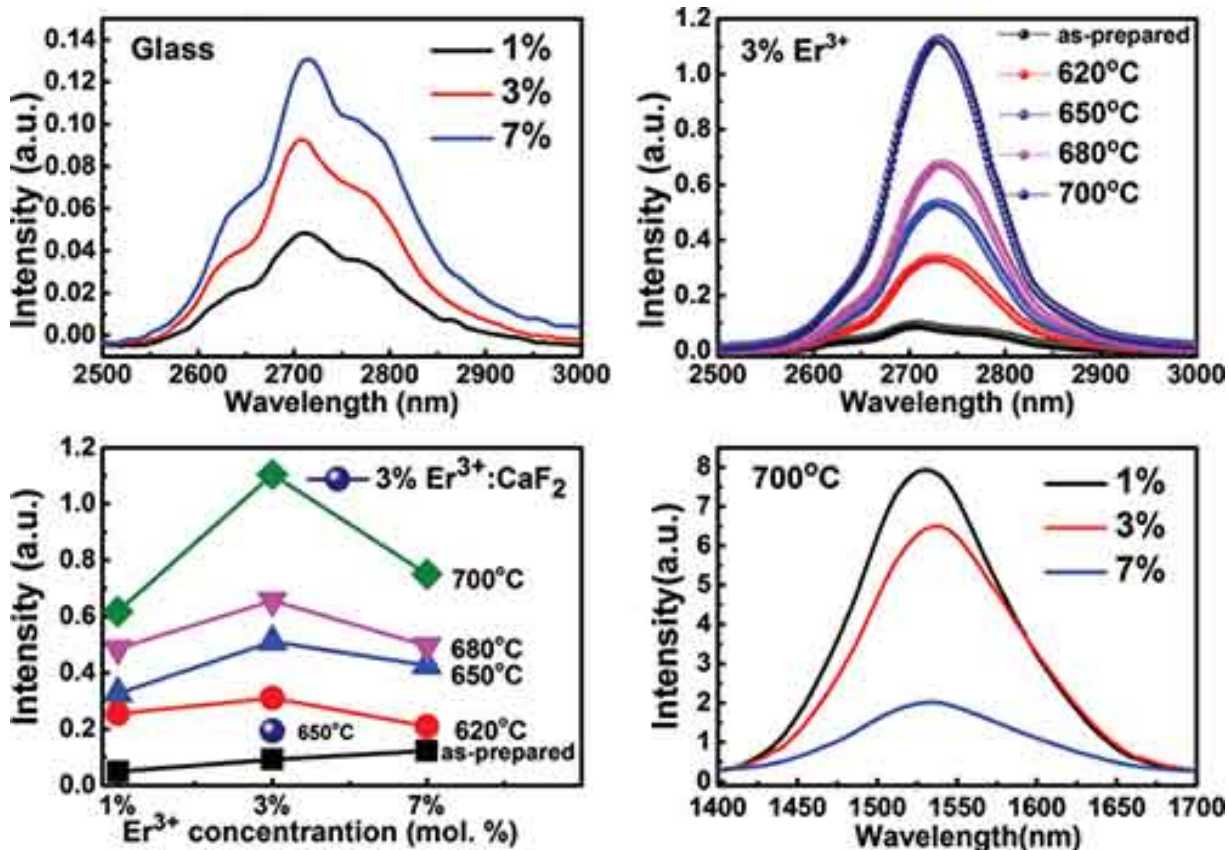 Glass
1%
3%
7%
0.14
0.12
0.10
0.08
0.06
0.04
0.02
0.00
Intensity (a.u.)
2500 2600 2700 2800 2900 3000
Wavelength (nm)
3% Er³⁺
as-prepared
620°C
650°C
680°C
700°C
1.2
1.0
0.8
0.6
0.4
0.2
0.0
Intensity (a.u.)
2500 2600 2700 2800 2900 3000
Wavelength (nm)
3% Er³⁺:CaF₂
1.2
1.0
0.8
0.6
0.4
0.2
0.0
Intensity (a.u.)
700°C
680°C
650°C
650°C
620°C
as-prepared
1% 3% 7%
Er³⁺ concentrantion (mol. %)
700°C
1%
3%
7%
8
7
6
5
4
3
2
1
0
Intensity(a.u.)
1400 1450 1500 1550 1600 1650 1700
Wavelength(nm)